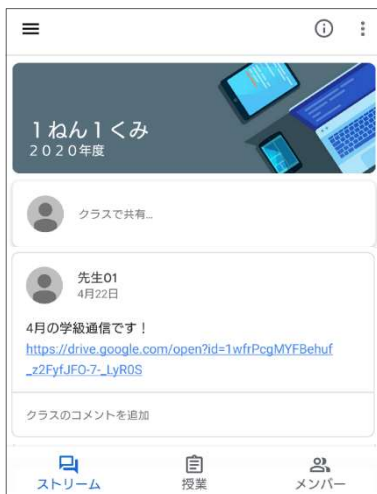 1ねん1くみ
2020年度
クラスで共有...
先生01
4月22日
4月の学級通信です!
https://drive.google.com/open?id=1wfrPcgMYFBehuf
_z2FyfJFO-7-_LyR0S
クラスのコメントを追加
ストリーム
授業
メンバー